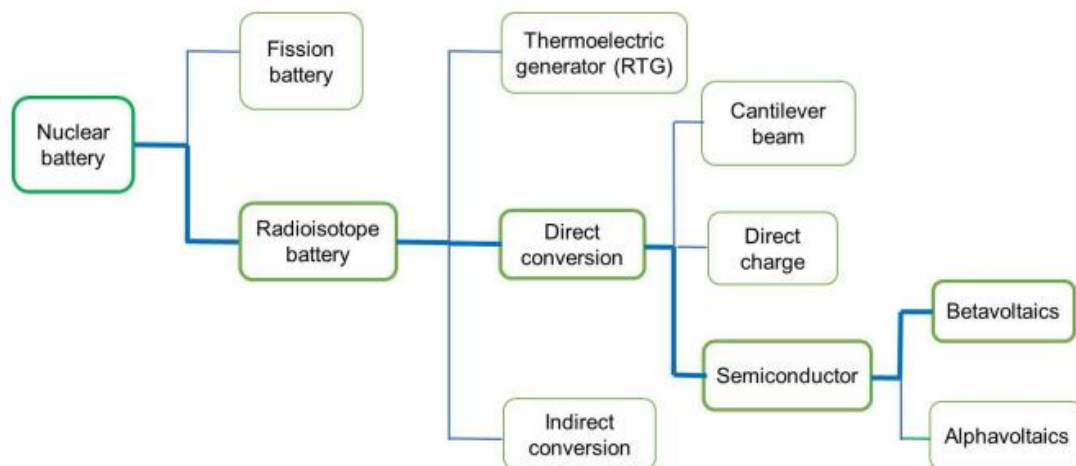 Nuclear
battery
Fission
battery
Radioisotope
battery
Thermoelectric
generator (RTG)
Direct
conversion
Indirect
conversion
Cantilever
beam
Direct
charge
Semiconductor
Betavoltaics
Alphavoltaics